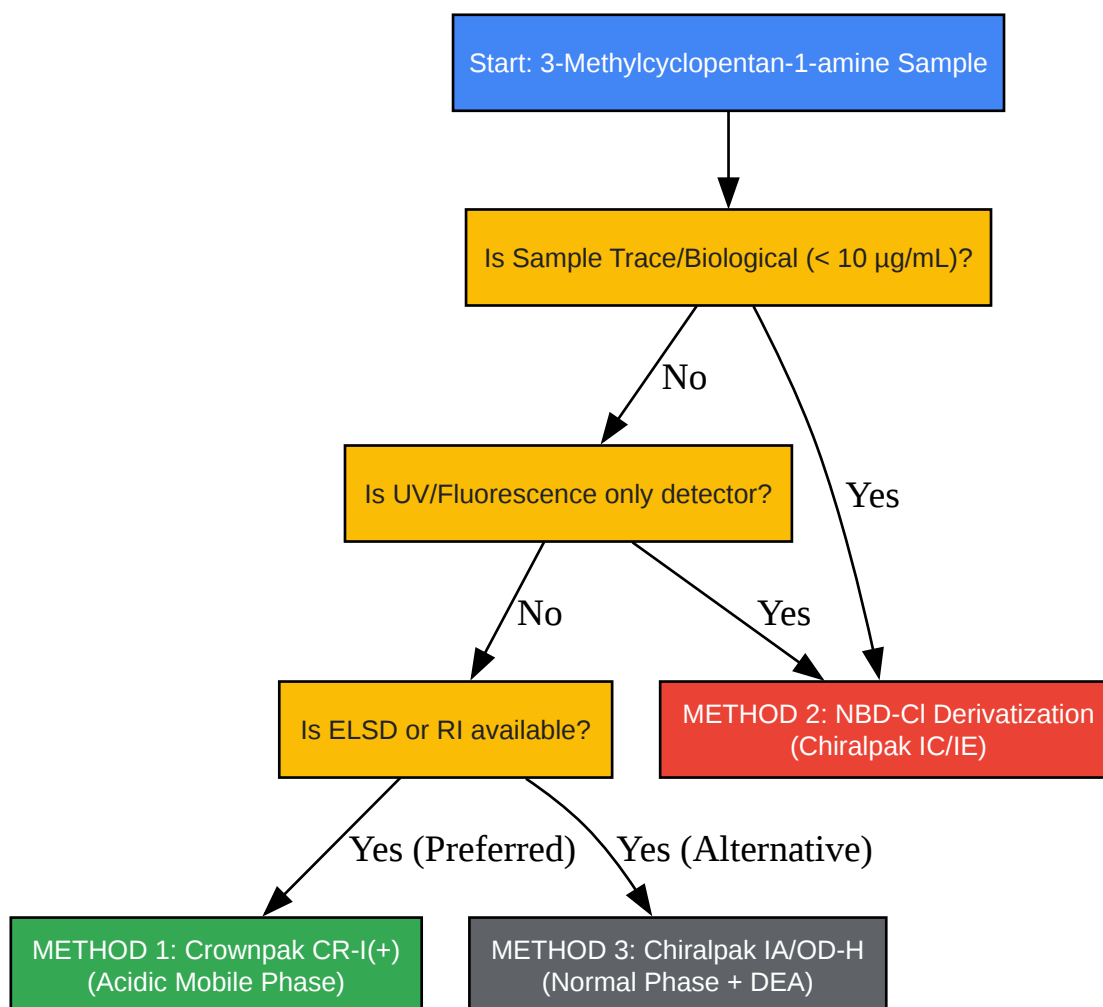 Start: 3-Methylcyclopentan-1-amine Sample
Is Sample Trace/Biological (< 10 µg/mL)?
No
Yes
Is UV/Fluorescence only detector?
No
Yes
Is ELSD or RI available?
METHOD 2: NBD-Cl Derivatization
(Chiralpak IC/IE)
Yes (Preferred)
Yes (Alternative)
METHOD 1: Crownpak CR-I(+)
(Acidic Mobile Phase)
METHOD 3: Chiralpak IA/OD-H
(Normal Phase + DEA)